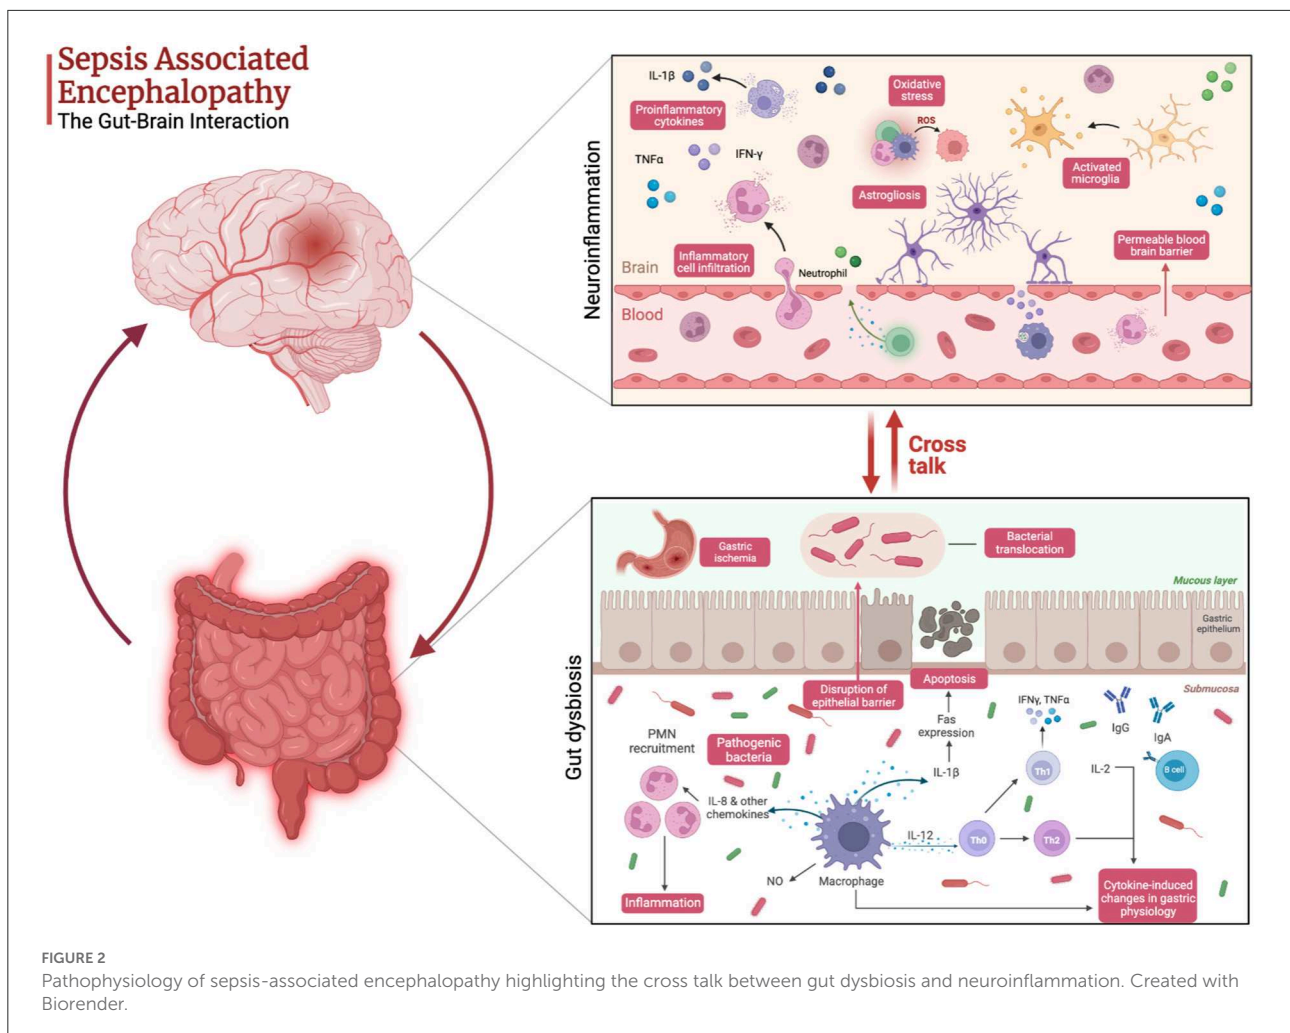 Sepsis Associated
Encephalopathy
The Gut-Brain Interaction
Neuroinflammation
IL-1β
Proinflammatory
cytokines
Oxidative
stress
ROS
TNFα
IFN-γ
Astrogliosis
Activated
microglia
Inflammatory
cell infiltration
Neutrophil
Permeable blood
brain barrier
Brain
Blood
Cross
talk
Gut dysbiosis
Gastric
ischemia
Bacterial
translocation
Mucous layer
Gastric
epithelium
Disruption of
epithelial barrier
Apoptosis
Submucosa
IFNγ, TNFα
IgG
IgA
Fas
expression
PMN
recruitment
Pathogenic
bacteria
IL-1β
Th1
IL-2
B cell
IL-8 & other
chemokines
IL-12
Th0
Th2
NO
Macrophage
Inflammation
Cytokine-induced
changes in gastric
physiology
FIGURE 2
Pathophysiology of sepsis-associated encephalopathy highlighting the cross talk between gut dysbiosis and neuroinflammation. Created with
Biorender.